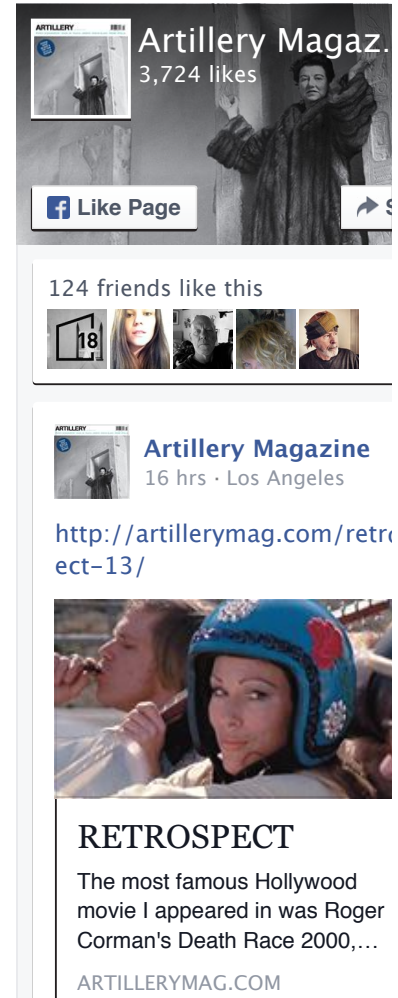 ARTILLERY
Artillery Magaz.
3,724 likes
Like Page
124 friends like this
18
ARTILLERY
Artillery Magazine
16 hrs · Los Angeles
http://artillerymag.com/retro
ect-13/
RETROSPECT
The most famous Hollywood
movie I appeared in was Roger
Corman's Death Race 2000,...
ARTILLERYMAG.COM